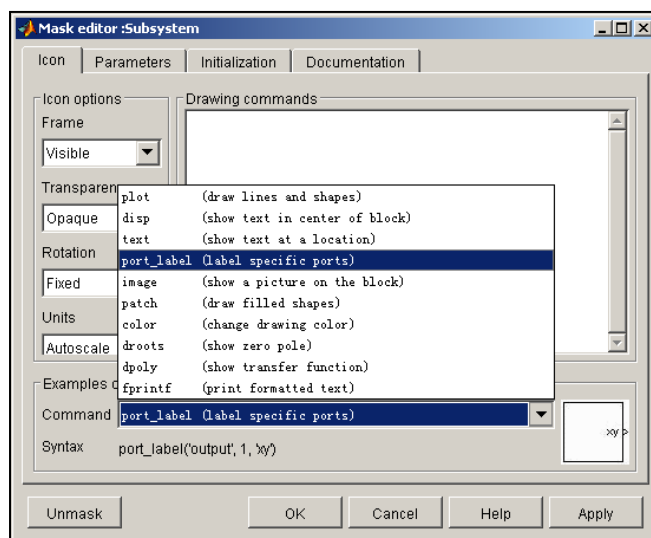 Mask editor :Subsystem
Icon Parameters Initialization Documentation
Icon options
Drawing commands
Frame
Visible
Transparen
Opaque
Rotation
Fixed
Units
Autoscale
plot (draw lines and shapes)
disp (show text in center of block)
text (show text at a location)
port_label (label specific ports)
image (show a picture on the block)
patch (draw filled shapes)
color (change drawing color)
droots (show zero pole)
dpoly (show transfer function)
fprintf (print formatted text)
Examples o
Command port_label (label specific ports)
xy
Syntax port_label('output', 1, 'xy')
Unmask OK Cancel Help Apply